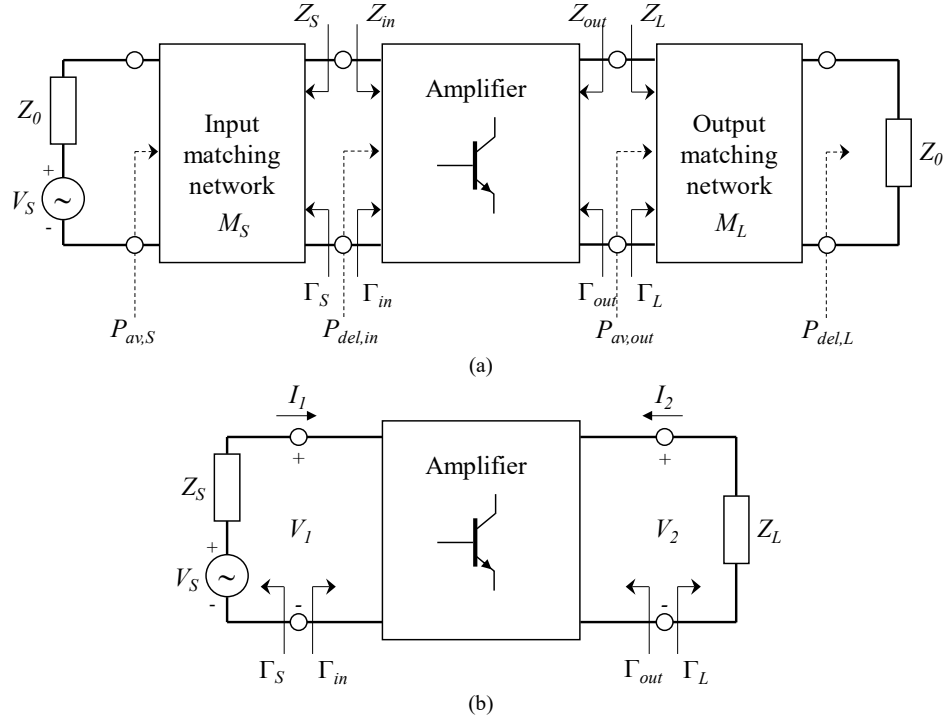 Z_S Z_in Z_out Z_L
Z_0
+
V_S
~
-
Input
matching
network
M_S
Amplifier
Output
matching
network
M_L
Z_0
Γ_S Γ_in Γ_out Γ_L
P_av,S P_del,in P_av,out P_del,L
(a)
I_1 I_2
Z_S
+
V_S
~
-
+
V_1
-
Amplifier
+
V_2
-
Z_L
Γ_S Γ_in Γ_out Γ_L
(b)